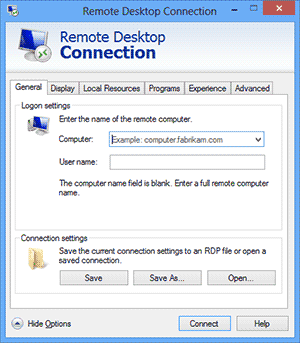 Remote Desktop Connection
Remote Desktop
Connection
General Display Local Resources Programs Experience Advanced
Logon settings
Enter the name of the remote computer.
Computer: Example: computer.fabrikam.com
User name:
The computer name field is blank. Enter a full remote computer
name.
Connection settings
Save the current connection settings to an RDP file or open a
saved connection.
Save Save As... Open...
Hide Options Connect Help